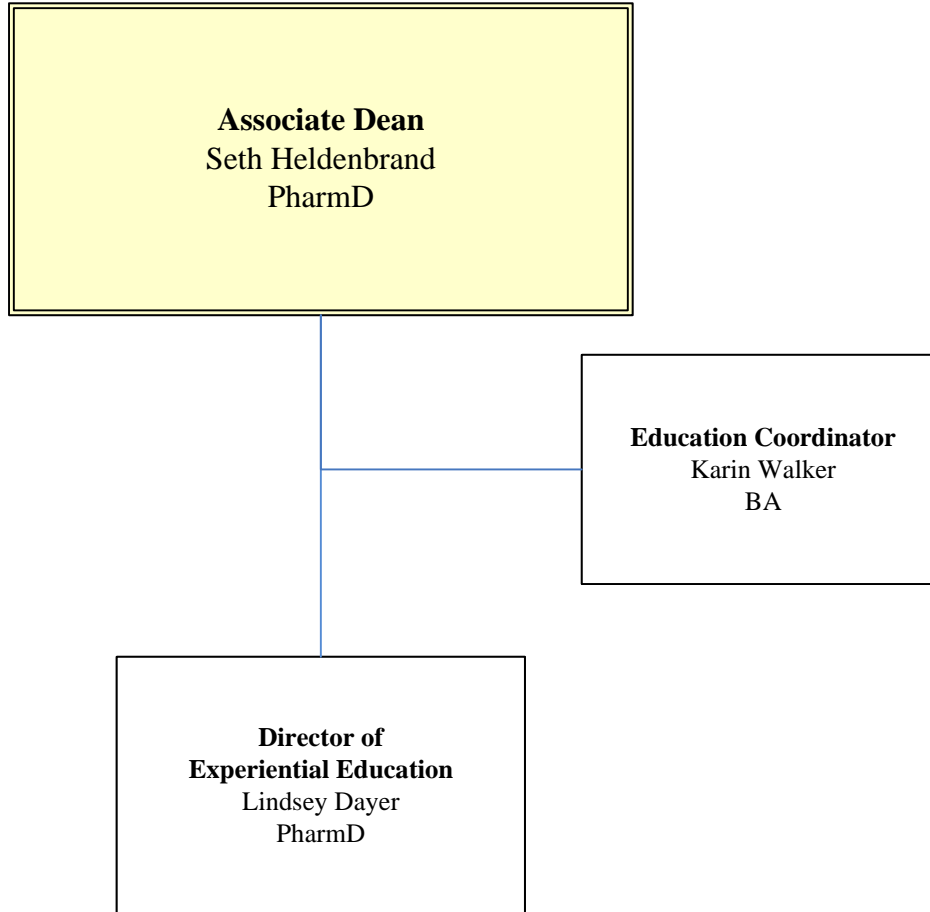 Associate Dean
Seth Heldenbrand
PharmD
Education Coordinator
Karin Walker
BA
Director of
Experiential Education
Lindsey Dayer
PharmD